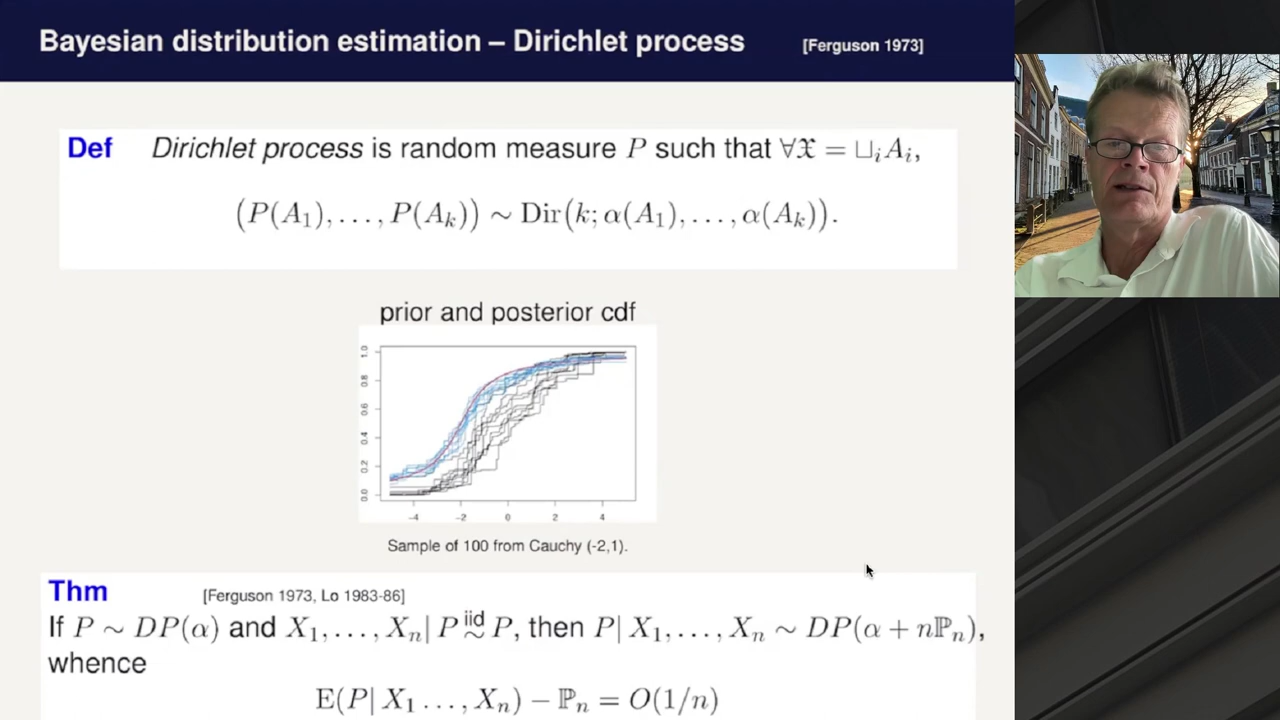 Bayesian distribution estimation – Dirichlet process [Ferguson 1973]
Def Dirichlet process is random measure P such that ∀𝔛 = ⊔ᵢAᵢ,
(P(A₁), . . . , P(Aₖ)) ∼ Dir(k; α(A₁), . . . , α(Aₖ)).
prior and posterior cdf
1.0
0.8
0.6
0.4
0.2
0.0
−4 −2 0 2 4
Sample of 100 from Cauchy (-2,1).
Thm [Ferguson 1973, Lo 1983-86]
If P ∼ DP(α) and X₁, . . . , Xₙ| P iid∼ P, then P| X₁, . . . , Xₙ ∼ DP(α + nℙₙ),
whence
E(P| X₁ . . . , Xₙ) − ℙₙ = O(1/n)